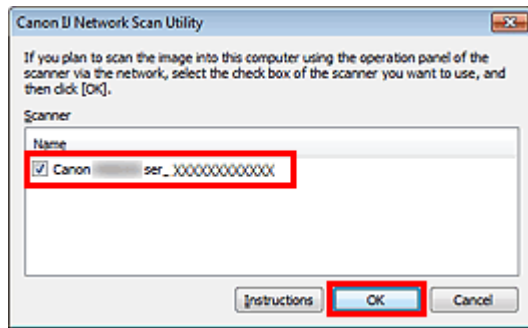 Canon IJ Network Scan Utility
If you plan to scan the image into this computer using the operation panel of the
scanner via the network, select the check box of the scanner you want to use, and
then click [OK].
Scanner
Name
Canon ser_XXXXXXXXXXXXX
Instructions OK Cancel